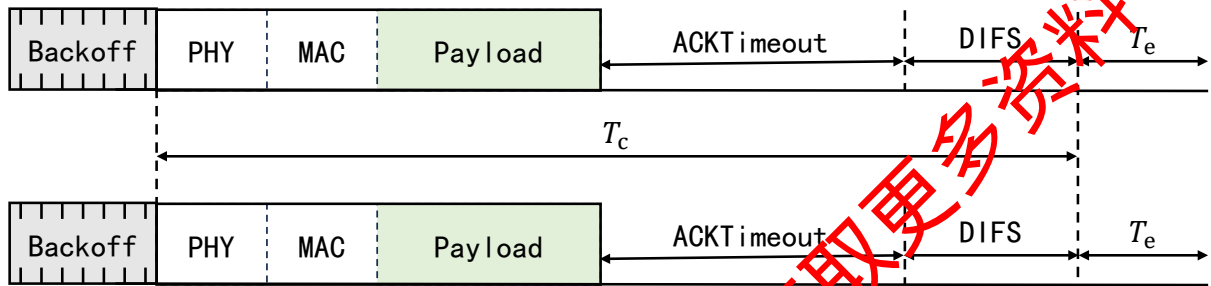 Backoff PHY MAC Payload ACKTimeout DIFS Te
Tc
Backoff PHY MAC Payload ACKTimeout DIFS Te
取更多资料